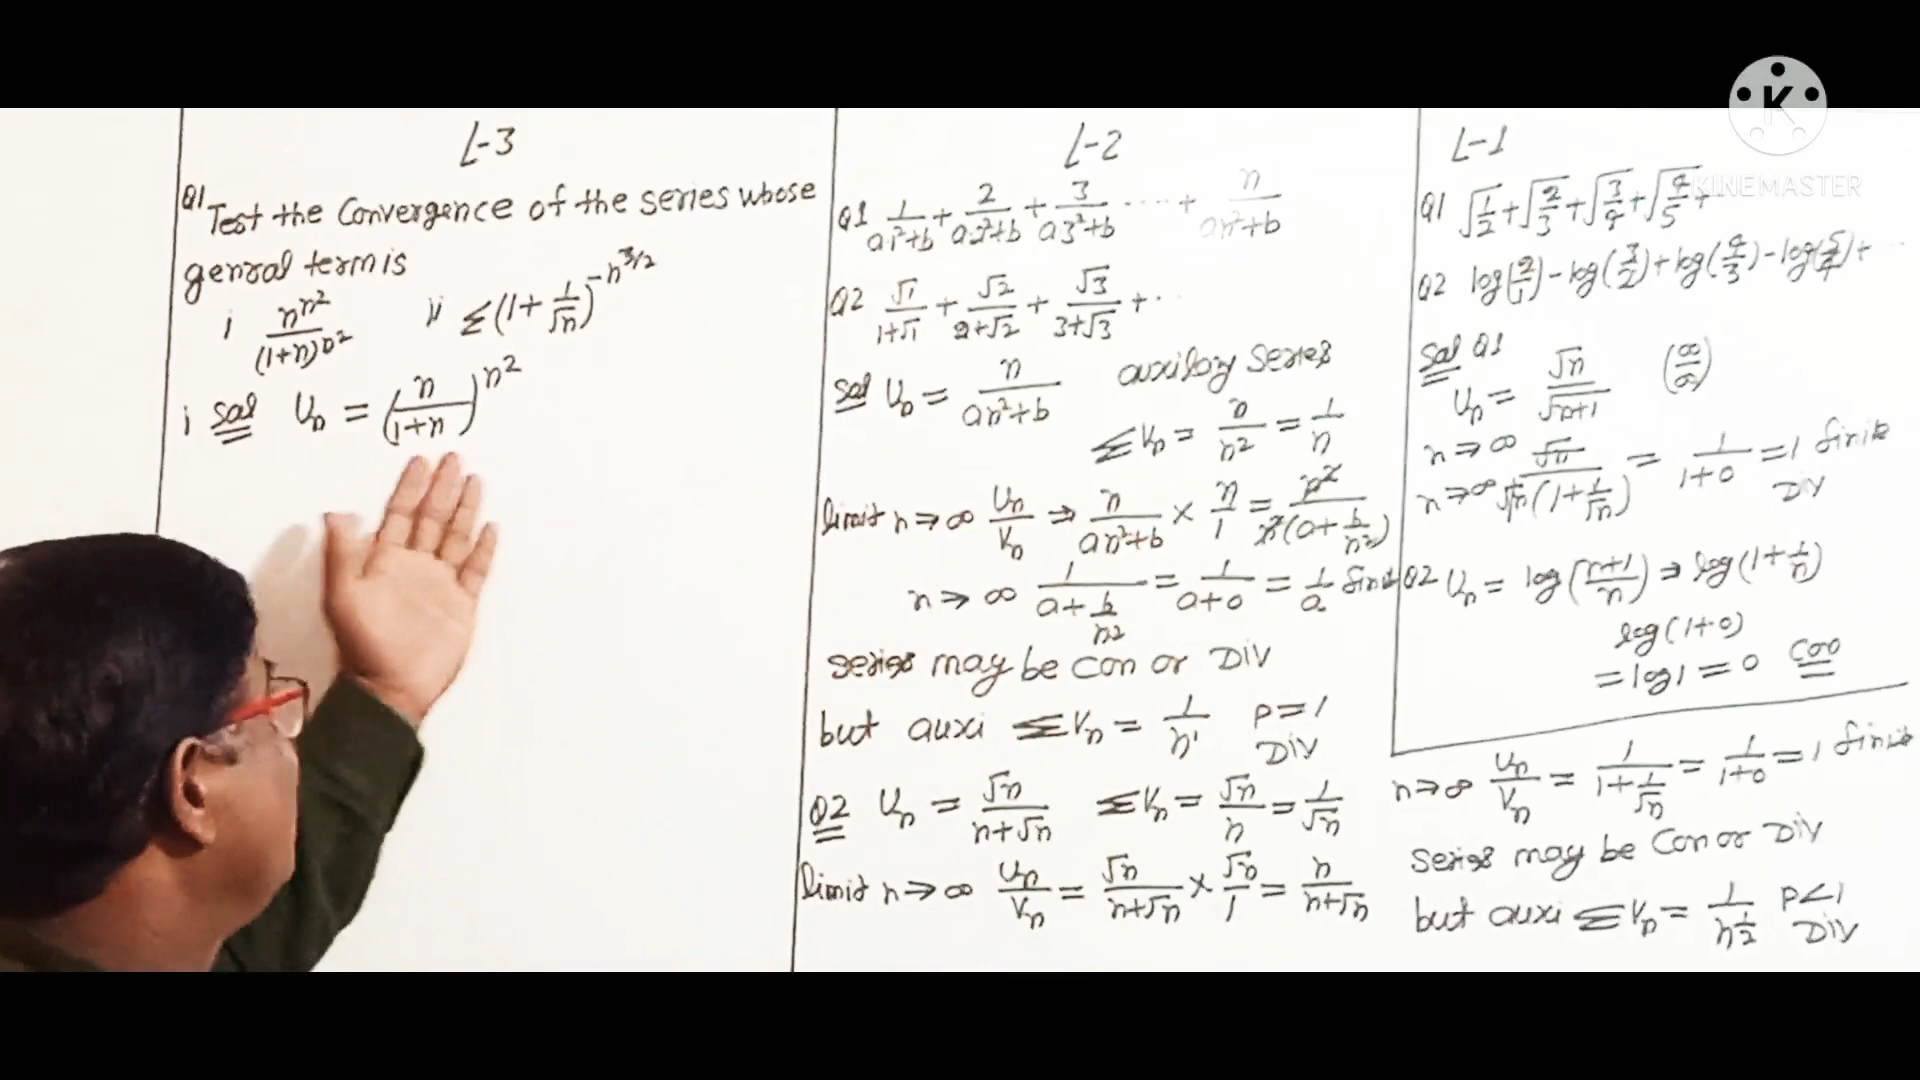 L-3
Q1 Test the Convergence of the series whose
genral term is
i n^n^2/(1+n)^n^2 ii Σ(1+1/√n)^-n^3/2
i Sol Un = (n/1+n)^n^2
L-2
Q1 1/a1²+b + 2/a2²+b + 3/a3²+b ..... + n/an²+b
Q2 √1/1+√1 + √2/2+√2 + √3/3+√3 + ..
Sol Un = n/an²+b auxilary series
ΣVn = n/n² = 1/n
limit n→∞ Un/Vn ⇒ n/an²+b × n/1 = n²/n²(a+b/n²)
n→∞ 1/a+b/n² = 1/a+0 = 1/a finit
series may be con or DIV
but auxi ΣVn = 1/n¹ P=1
DIV
Q2 Un = √n/n+√n ΣVn = √n/n = 1/√n
limit n→∞ Un/Vn = √n/n+√n × √n/1 = n/n+√n
L-1
KINEMASTER
Q1 √1/2 + √2/3 + √3/4 + √4/5 +
Q2 log(2/1) - log(3/2) + log(4/3) - log(5/4) + ..
Sol Q1
Un = √n/√n+1 (∞/∞)
n→∞
n→∞ √n/√n(1+1/√n) = 1/1+0 = 1 finite
DIV
Q2 Un = log(n+1/n) ⇒ log(1+1/n)
log(1+0)
= log1 = 0 Con
n→∞ Un/Vn = 1/1+1/√n = 1/1+0 = 1 finite
series may be Con or DIV
but auxi ΣVn = 1/n^1/2 P<1
DIV
K